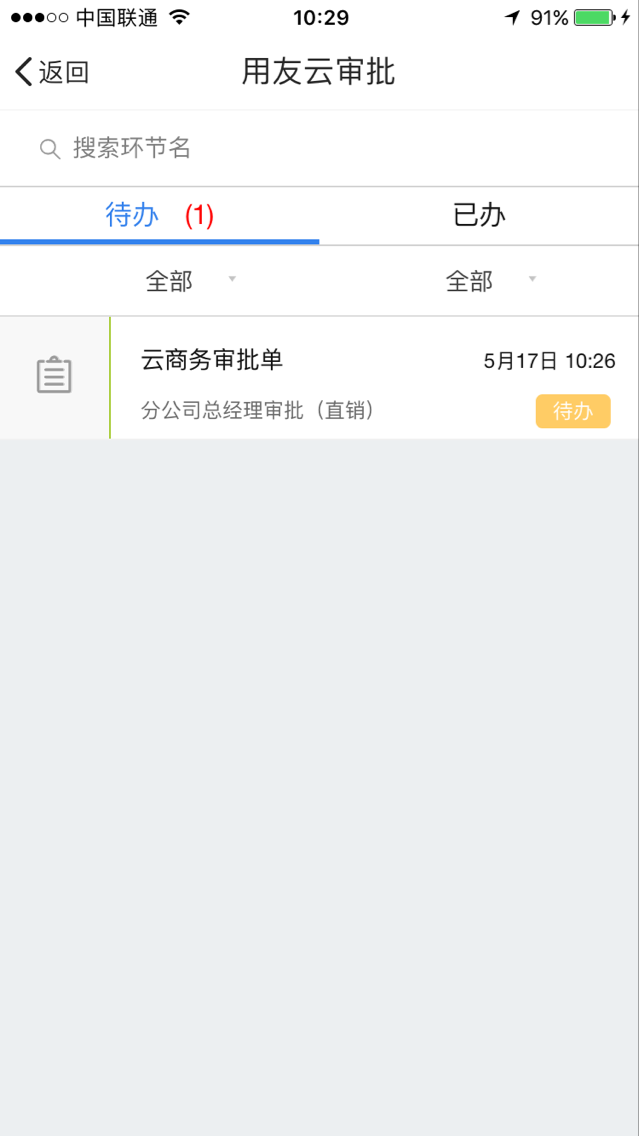 中国联通 10:29 91%
返回 用友云审批
搜索环节名
待办 (1) 已办
全部 全部
云商务审批单 5月17日 10:26
分公司总经理审批（直销） 待办